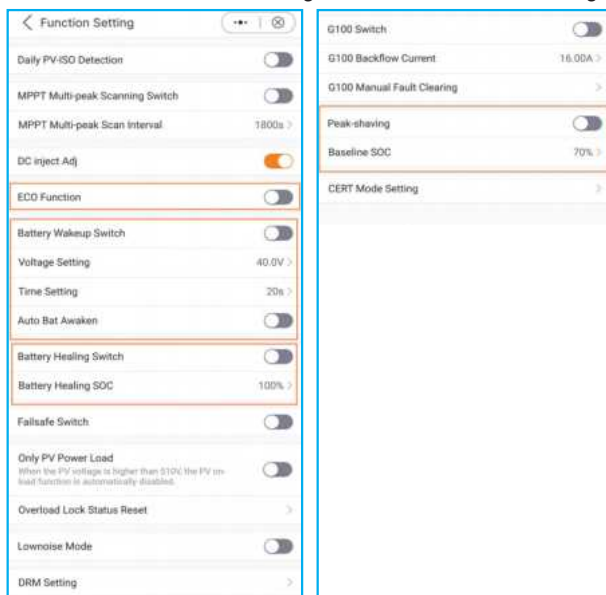 Function Setting
Daily PV-ISO Detection
MPPT Multi-peak Scanning Switch
MPPT Multi-peak Scan Interval 1800s
DC inject Adj
ECO Function
Battery Wakeup Switch
Voltage Setting 40.0V
Time Setting 20s
Auto Bat Awaken
Battery Healing Switch
Battery Healing SOC 100%
Failsafe Switch
Only PV Power Load
When the PV voltage is higher than 510V, the PV on-
load function is automatically disabled.
Overload Lock Status Reset
Lownoise Mode
DRM Setting
G100 Switch
G100 Backflow Current 16.00A
G100 Manual Fault Clearing
Peak-shaving
Baseline SOC 70%
CERT Mode Setting